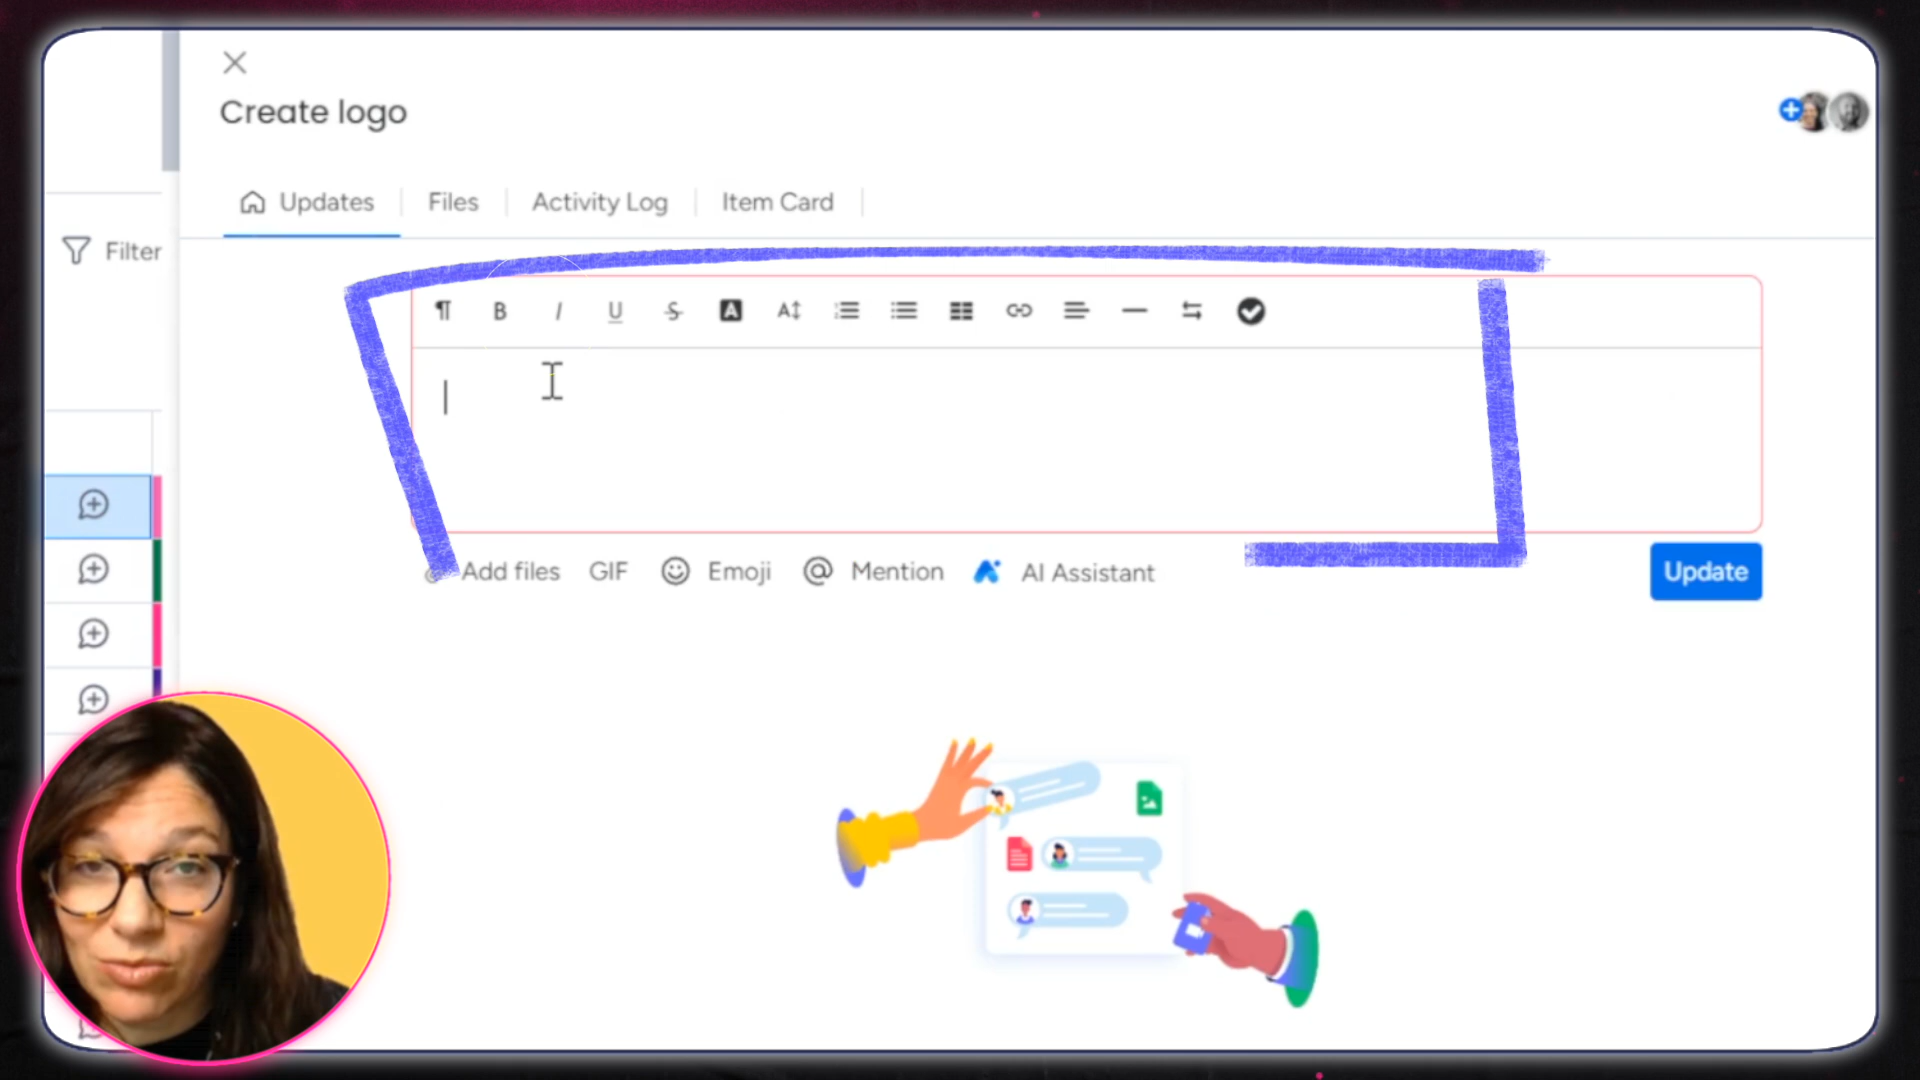 Create logo
Updates
Files
Activity Log
Item Card
Filter
¶ B I U S A A
Add files
GIF
Emoji
Mention
AI Assistant
Update